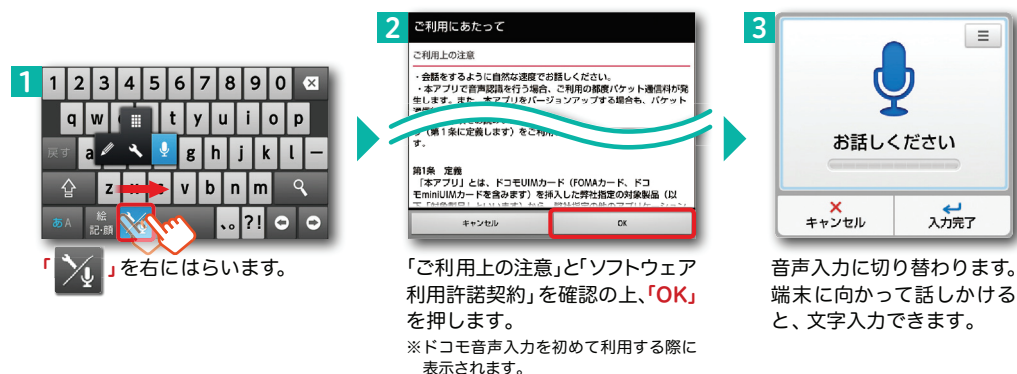 1
1 2 3 4 5 6 7 8 9 0
q w t y u i o p
戻す a g h j k l ー
z v b n m
あA 絵 記・顔 、。 ?!
「 」を右にはらいます。
2
ご利用にあたって
ご利用上の注意
・会話をするように自然な速度でお話しください。
・本アプリで音声認識を行う場合、ご利用の都度パケット通信料が発
生します。また、本アプリをバージョンアップする場合も、パケット
（第1条に定義します）をご利用
す。
第1条 定義
「本アプリ」とは、ドコモUIMカード（FOMAカード、ドコ
モminiUIMカードを含みます）を挿入した弊社指定の対象製品（以
キャンセル OK
「ご利用上の注意」と「ソフトウェア
利用許諾契約」を確認の上、「OK」
を押します。
※ドコモ音声入力を初めて利用する際に
表示されます。
3
お話しください
キャンセル 入力完了
音声入力に切り替わります。
端末に向かって話しかける
と、文字入力できます。